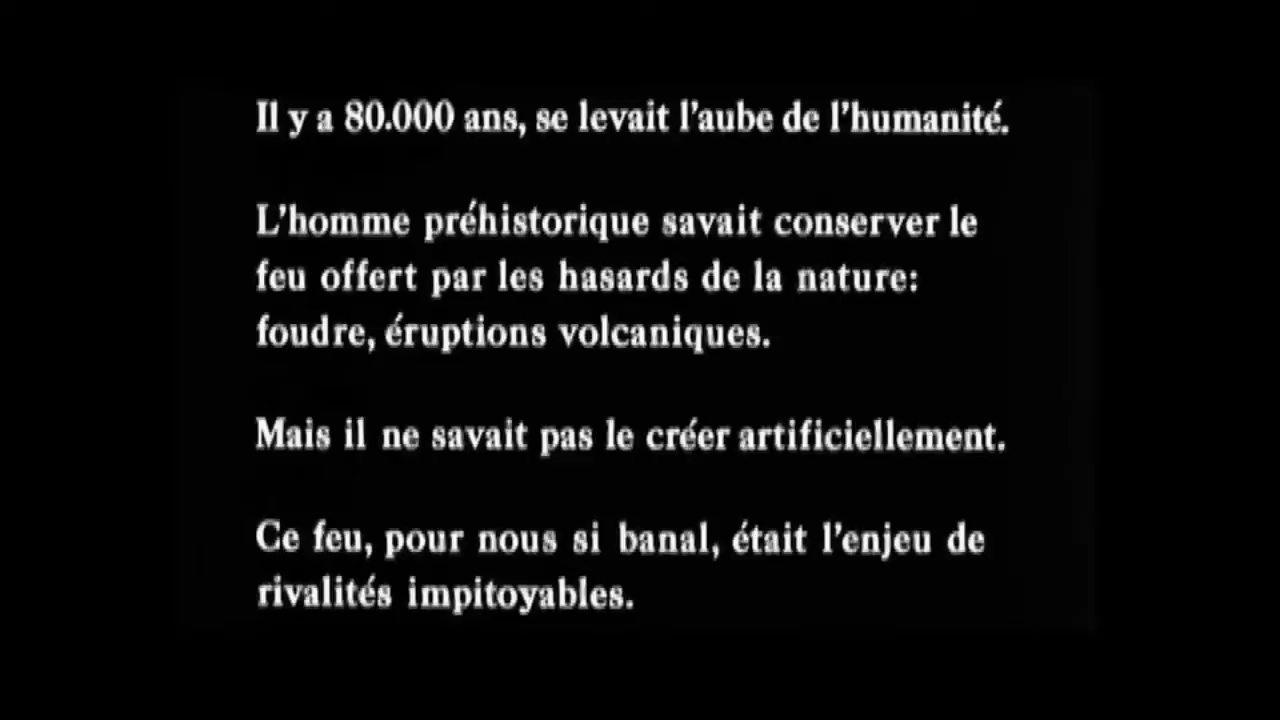 Il y a 80.000 ans, se levait l'aube de l'humanité.
L'homme préhistorique savait conserver le
feu offert par les hasards de la nature:
foudre, éruptions volcaniques.
Mais il ne savait pas le créer artificiellement.
Ce feu, pour nous si banal, était l'enjeu de
rivalités impitoyables.